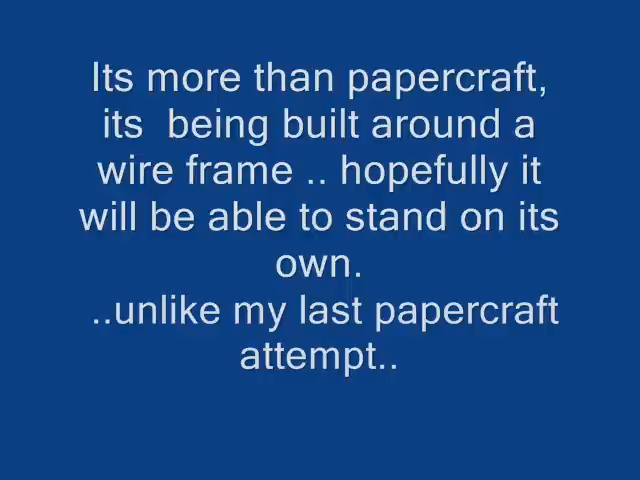 Its more than papercraft,
its  being built around a
wire frame .. hopefully it
will be able to stand on its
own.
..unlike my last papercraft
attempt..